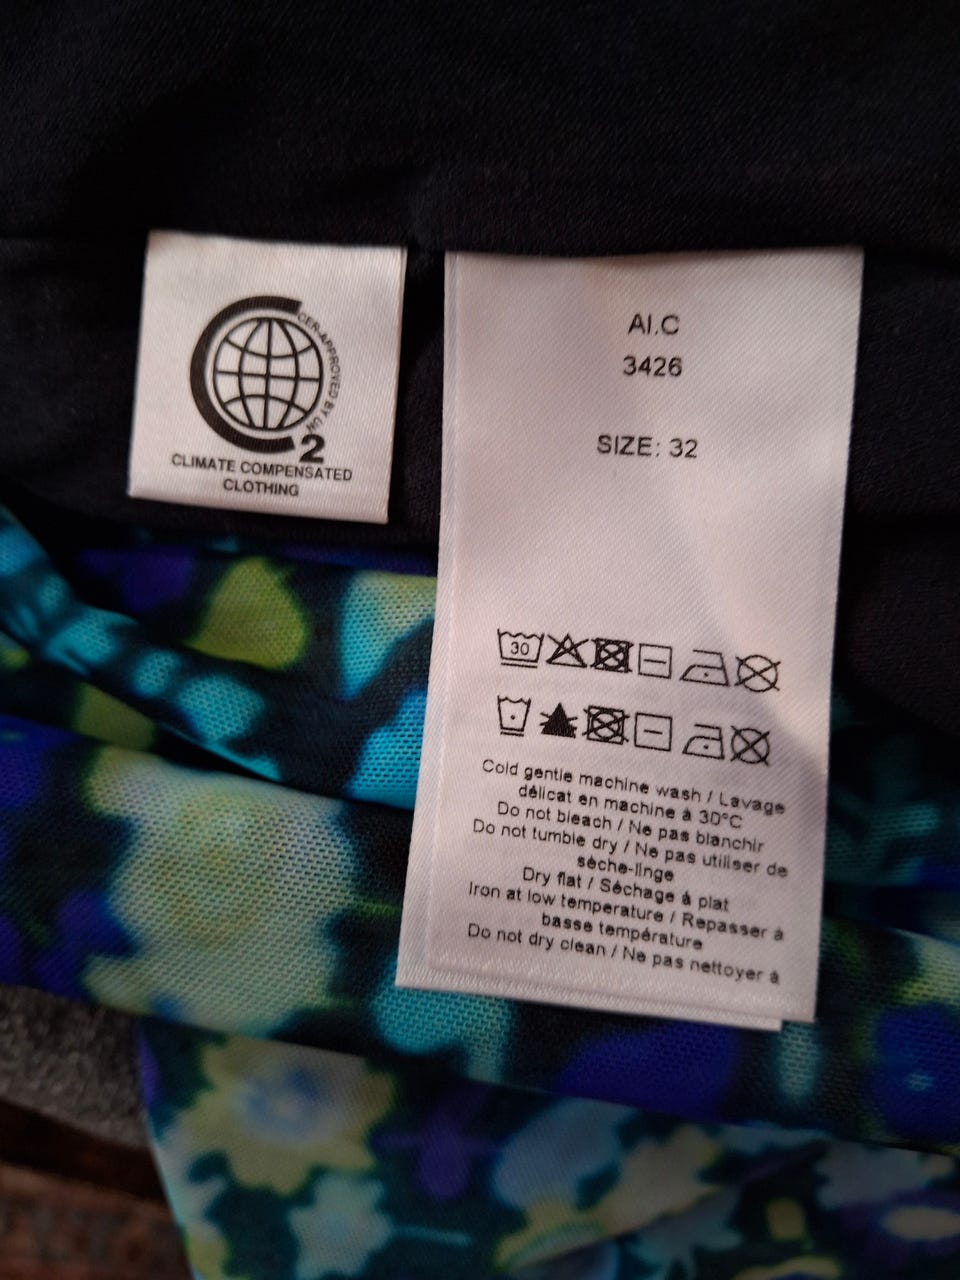 CER-APPROVED BY UN
2
CLIMATE COMPENSATED
CLOTHING
AI.C
3426
SIZE: 32
30
Cold gentle machine wash / Lavage
délicat en machine à 30°C
Do not bleach / Ne pas blanchir
Do not tumble dry / Ne pas utiliser de
sèche-linge
Dry flat / Séchage à plat
Iron at low temperature / Repasser à
basse température
Do not dry clean / Ne pas nettoyer à